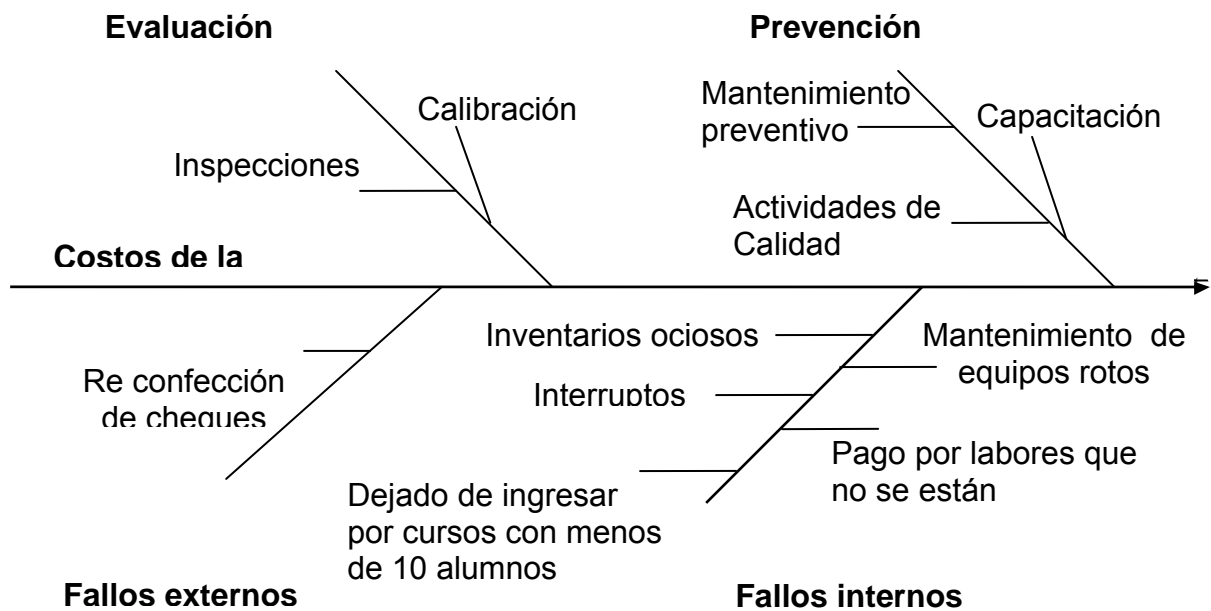 Evaluación
Prevención
Calibración
Inspecciones
Mantenimiento
preventivo
Capacitación
Actividades de
Calidad
Costos de la
Re confección
de cheques
Inventarios ociosos
Interruptos
Mantenimiento de
equipos rotos
Pago por labores que
no se están
Dejado de ingresar
por cursos con menos
de 10 alumnos
Fallos externos
Fallos internos